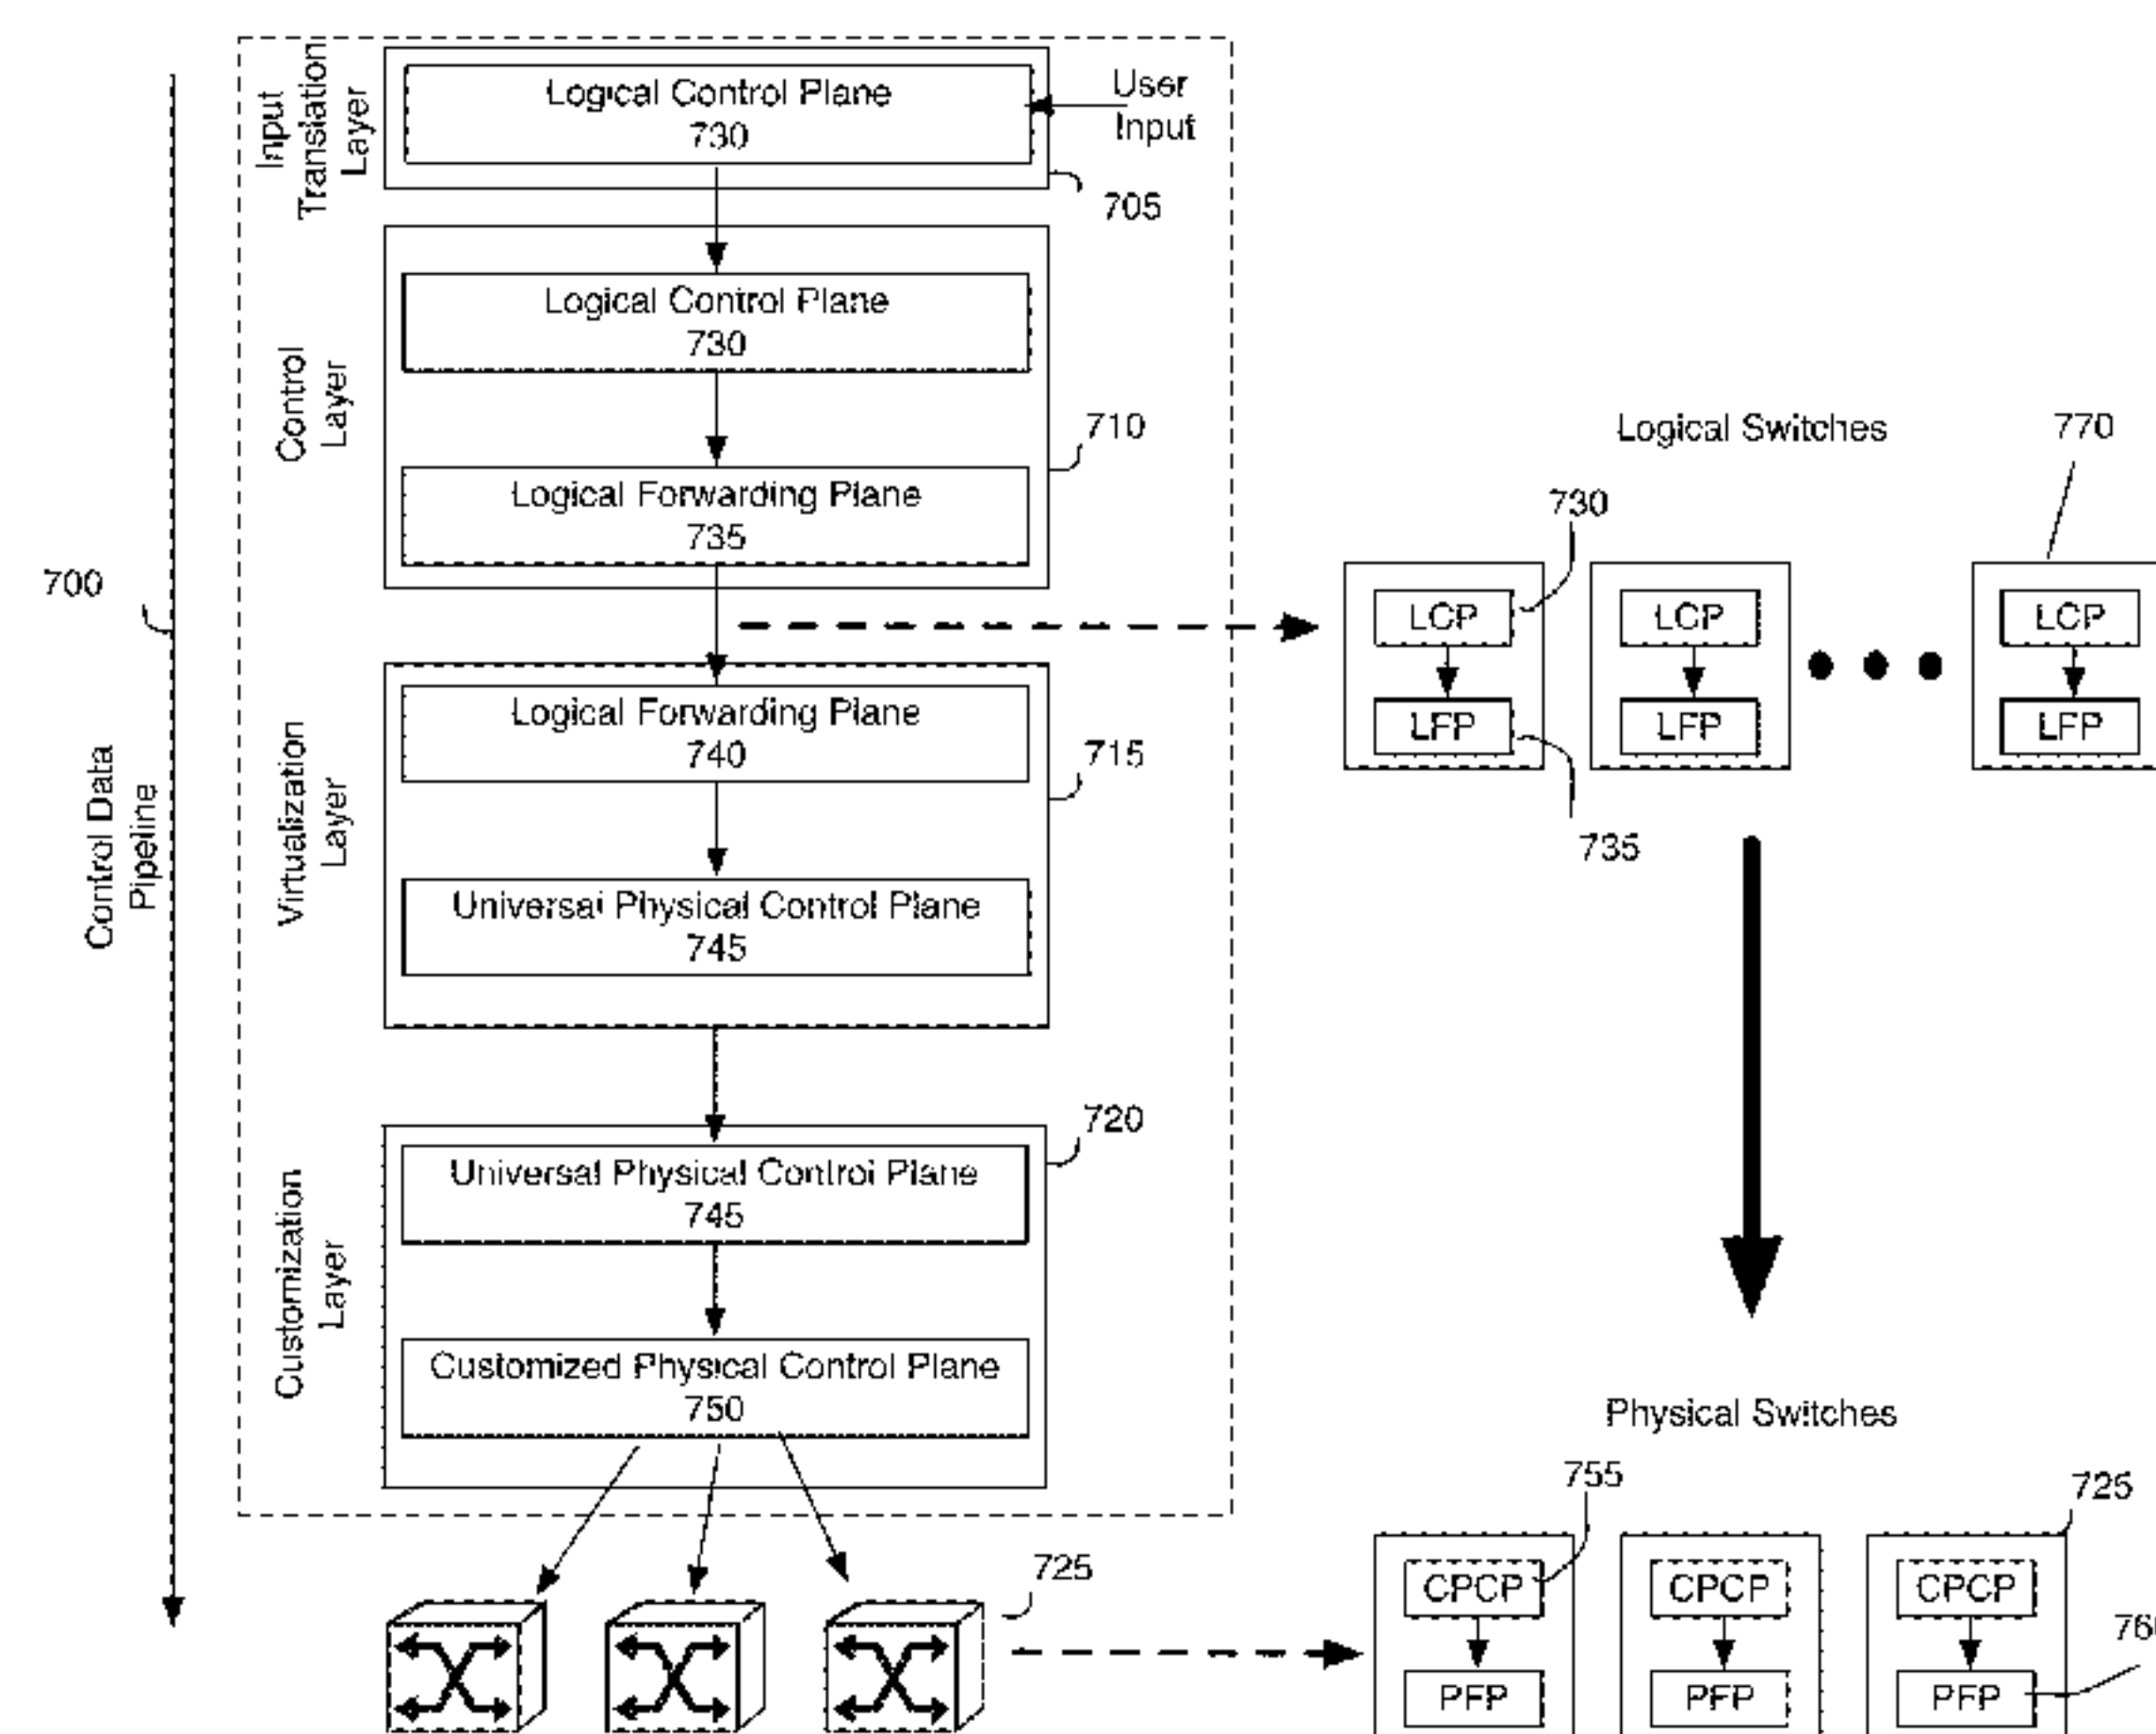 Input
Translation
Layer
Logical Control Plane
730
User
Input
705
Control
Layer
Logical Control Plane
730
710
Logical Forwarding Plane
735
700
Control Data
Pipeline
Virtualization
Layer
Logical Forwarding Plane
740
715
Universal Physical Control Plane
745
Customization
Layer
720
Universal Physical Control Plane
745
Customized Physical Control Plane
750
725
Logical Switches
770
730
LCP
LCP
LCP
LFP
LFP
LFP
735
Physical Switches
755
725
CPCP
CPCP
CPCP
PFP
PFP
PFP